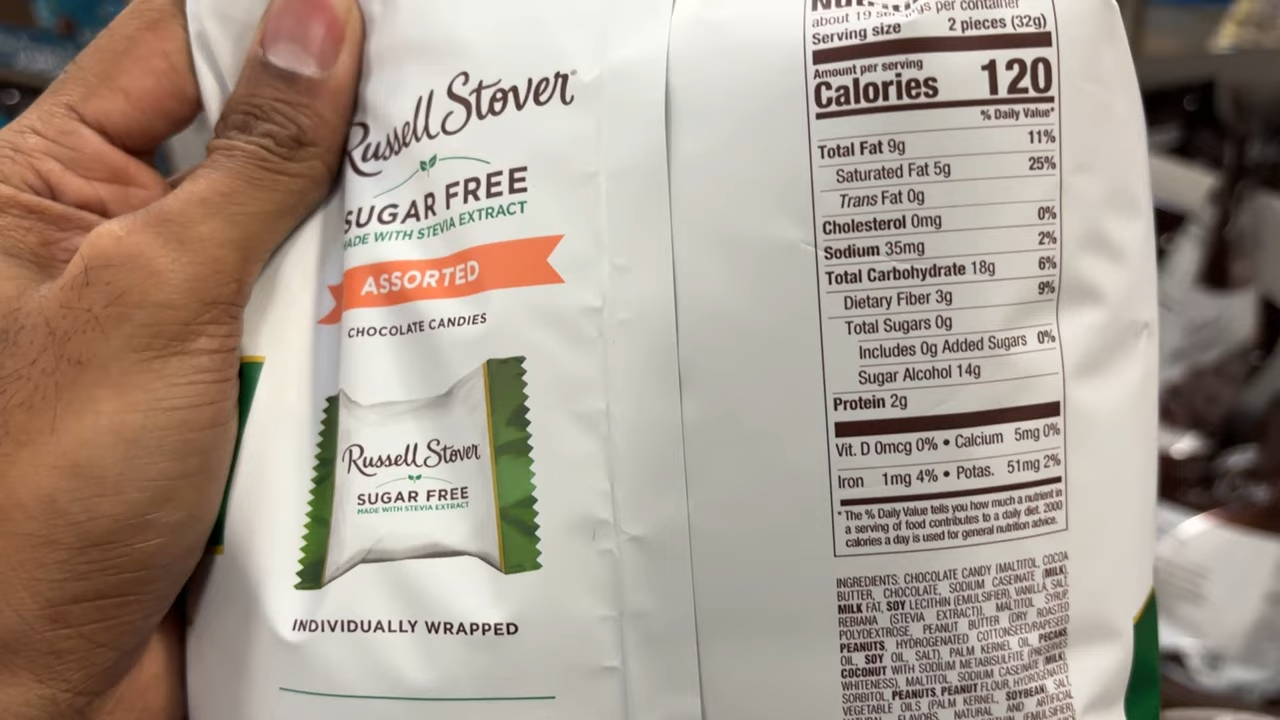 Russell Stover®
SUGAR FREE
MADE WITH STEVIA EXTRACT
ASSORTED
CHOCOLATE CANDIES
Russell Stover
SUGAR FREE
MADE WITH STEVIA EXTRACT
INDIVIDUALLY WRAPPED
about 19 servings per container
Serving size 2 pieces (32g)
Amount per serving
Calories 120
% Daily Value*
Total Fat 9g 11%
Saturated Fat 5g 25%
Trans Fat 0g
Cholesterol 0mg 0%
Sodium 35mg 2%
Total Carbohydrate 18g 6%
Dietary Fiber 3g 9%
Total Sugars 0g
Includes 0g Added Sugars 0%
Sugar Alcohol 14g
Protein 2g
Vit. D 0mcg 0% • Calcium 5mg 0%
Iron 1mg 4% • Potas. 51mg 2%
* The % Daily Value tells you how much a nutrient in
a serving of food contributes to a daily diet. 2000
calories a day is used for general nutrition advice.
INGREDIENTS: CHOCOLATE CANDY (MALTITOL, COCOA
BUTTER, CHOCOLATE, SODIUM CASEINATE (MILK),
MILK FAT, SOY LECITHIN (EMULSIFIER), VANILLA, SALT,
REBIANA (STEVIA EXTRACT)), MALTITOL SYRUP,
POLYDEXTROSE, PEANUT BUTTER (DRY ROASTED
PEANUTS, HYDROGENATED COTTONSEED/RAPESEED
OIL, SOY OIL, SALT), PALM KERNEL OIL, PECANS,
COCONUT WITH SODIUM METABISULFITE (PRESERVES
WHITENESS), MALTITOL, SODIUM CASEINATE (MILK),
SORBITOL, PEANUTS, PEANUT FLOUR, HYDROGENATED
VEGETABLE OILS (PALM KERNEL, SOYBEAN), SALT,
FLAVORS, NATURAL AND ARTIFICIAL
(EMULSIFIER),